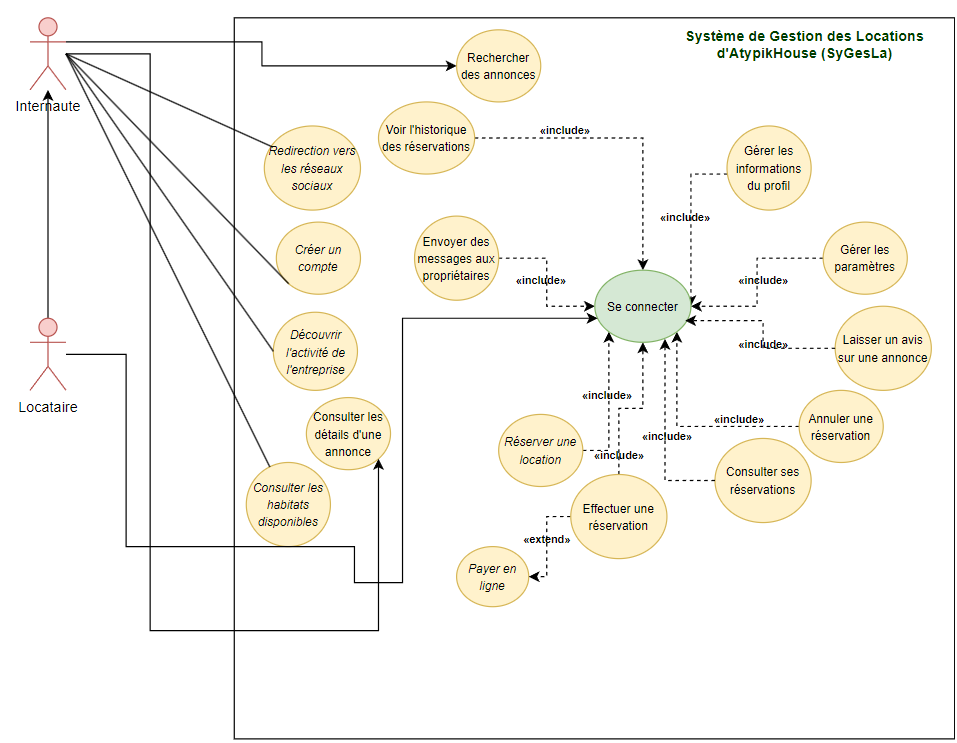 Système de Gestion des Locations
d'AtypikHouse (SyGesLa)
Internaute
Rechercher
des annonces
Voir l'historique
des réservations
«include»
Redirection vers
les réseaux
sociaux
Gérer les
informations
du profil
«include»
Créer un
compte
Envoyer des
messages aux
propriétaires
«include»
Gérer les
paramètres
«include»
Se connecter
Locataire
Découvrir
l'activité de
l'entreprise
Laisser un avis
sur une annonce
«include»
Consulter les
détails d'une
annonce
«include»
Réserver une
location
«include»
«include»
«include»
Annuler une
réservation
Consulter ses
réservations
Consulter les
habitats
disponibles
Effectuer une
réservation
«extend»
Payer en
ligne